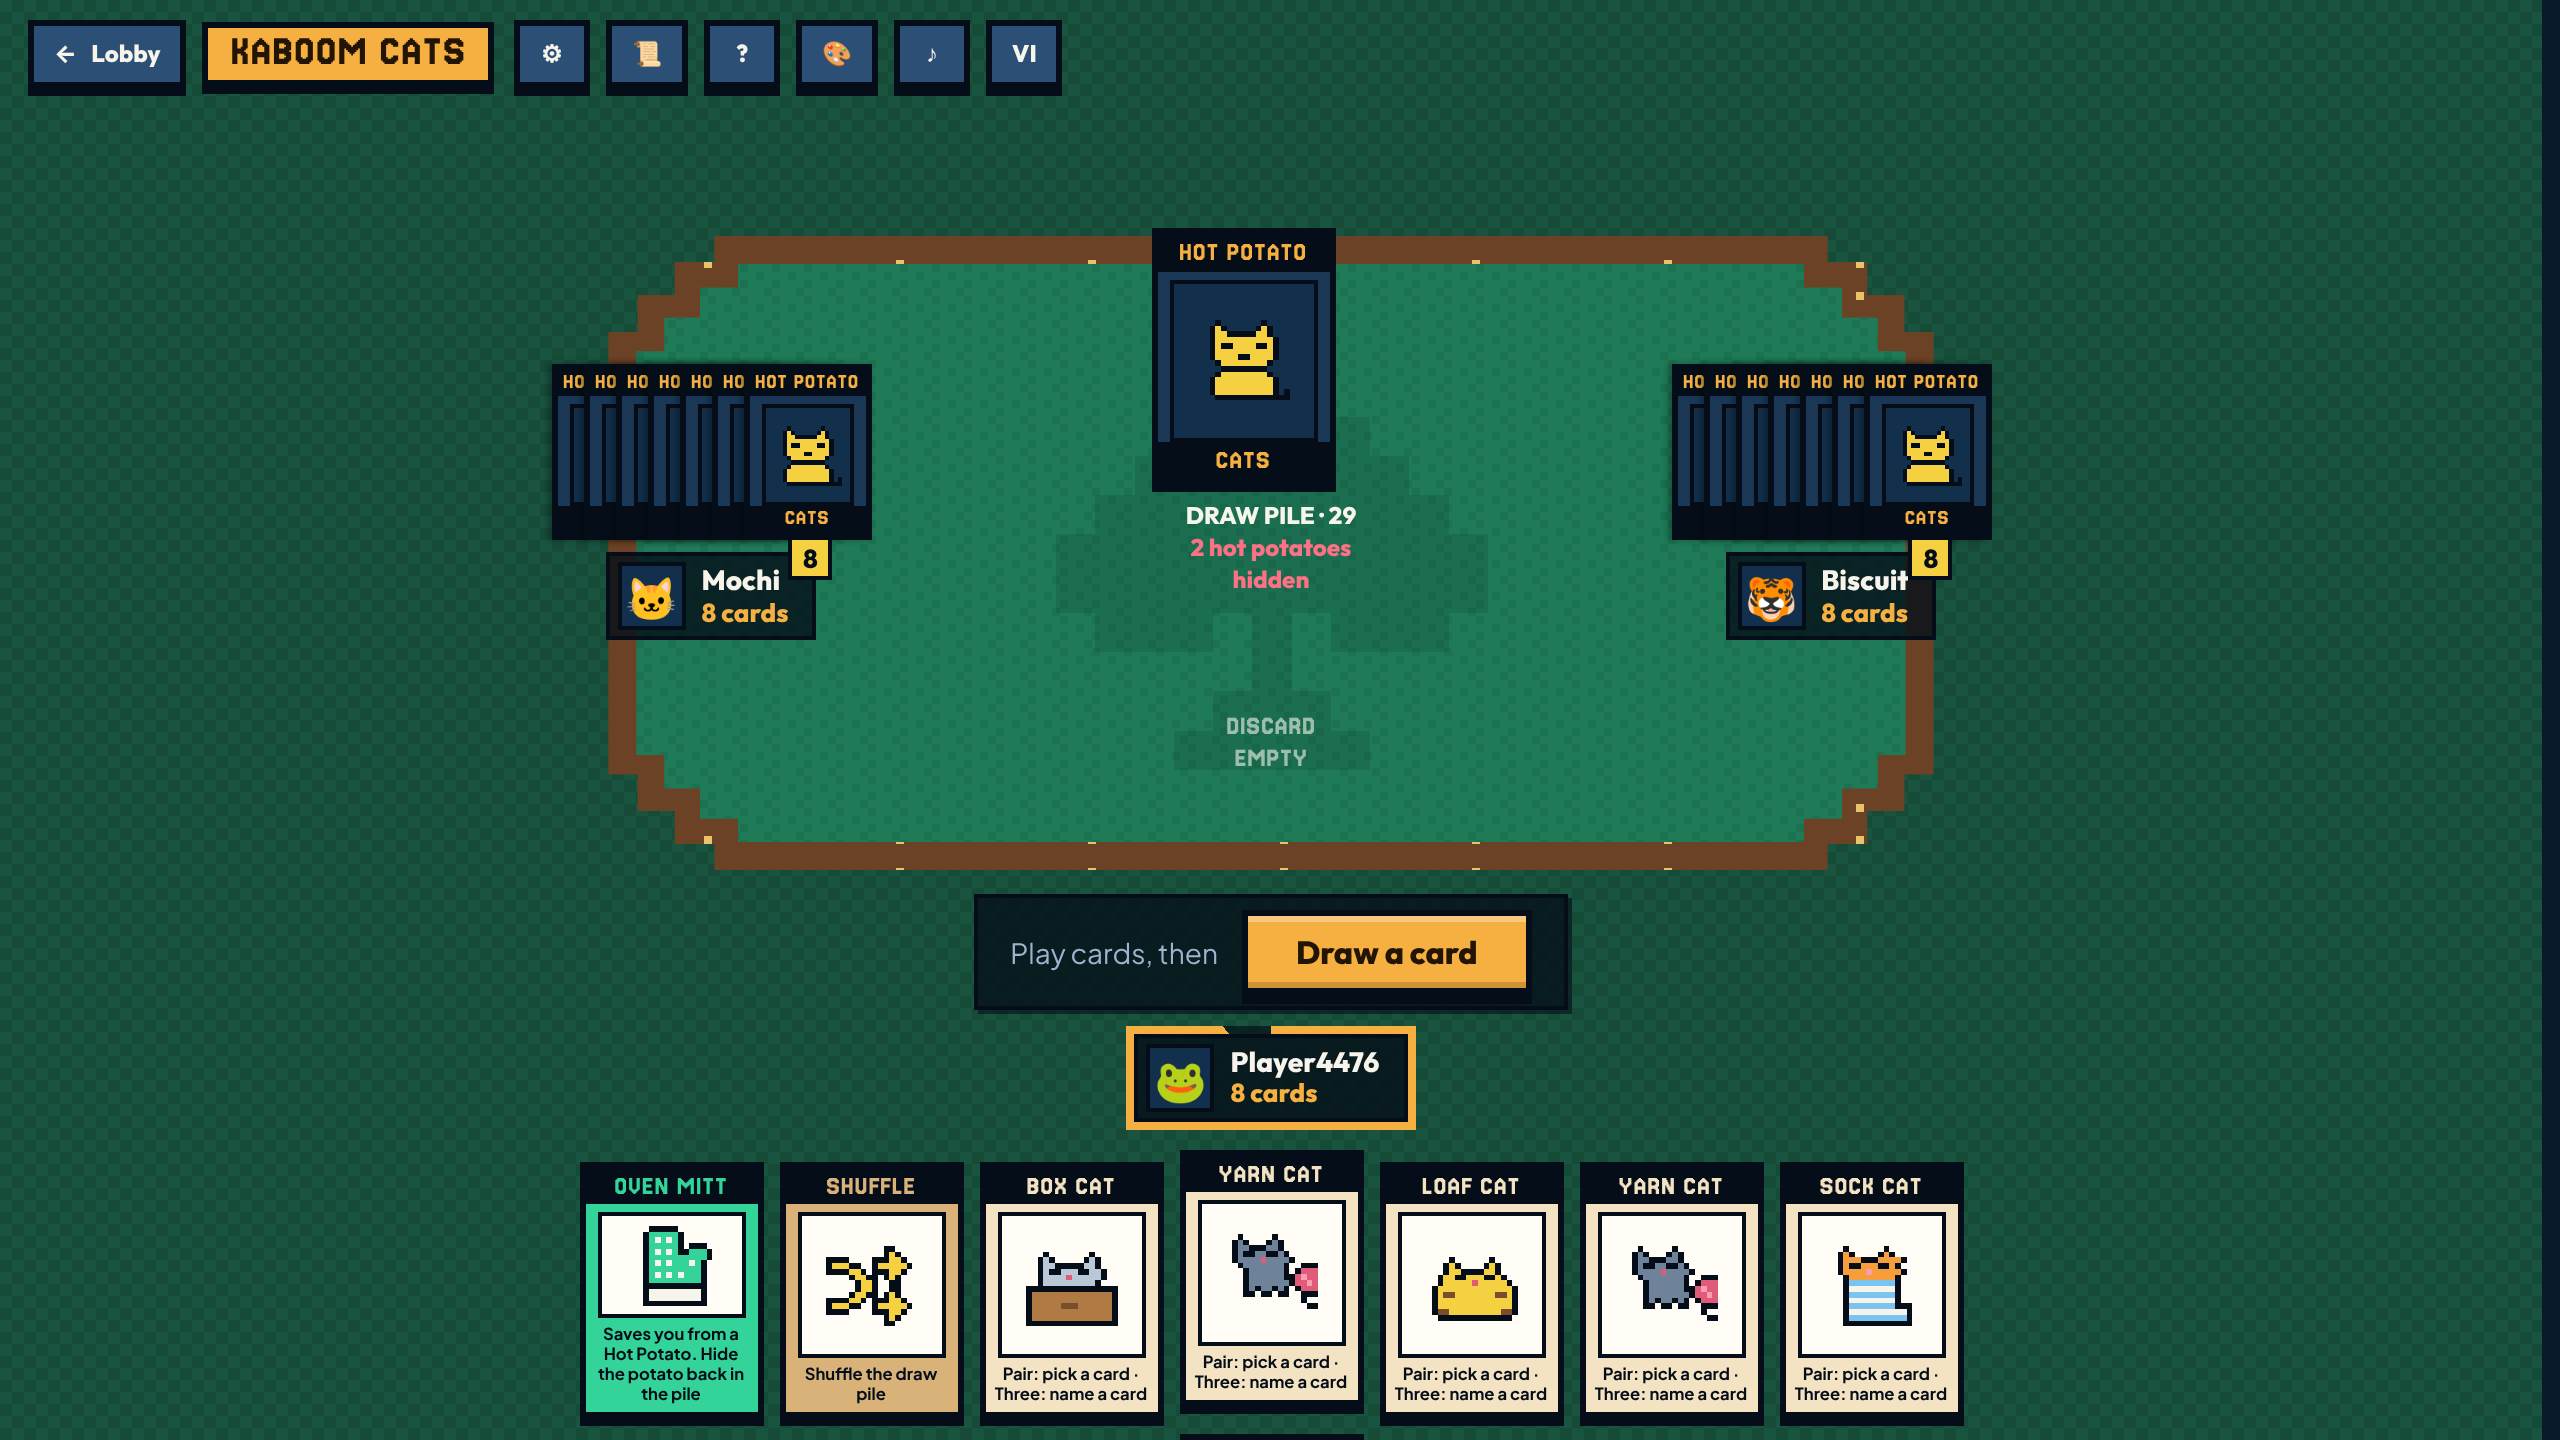 ← Lobby
KABOOM CATS
?
VI
HOT POTATO
CATS
HO HO HO HO HO HO HOT POTATO
CATS
8
Mochi
8 cards
DRAW PILE · 29
2 hot potatoes
hidden
HO HO HO HO HO HO HOT POTATO
CATS
8
Biscuit
8 cards
DISCARD
EMPTY
Play cards, then
Draw a card
Player4476
8 cards
OVEN MITT
Saves you from a
Hot Potato. Hide
the potato back in
the pile
SHUFFLE
Shuffle the draw
pile
BOX CAT
Pair: pick a card ·
Three: name a card
YARN CAT
Pair: pick a card ·
Three: name a card
LOAF CAT
Pair: pick a card ·
Three: name a card
YARN CAT
Pair: pick a card ·
Three: name a card
SOCK CAT
Pair: pick a card ·
Three: name a card